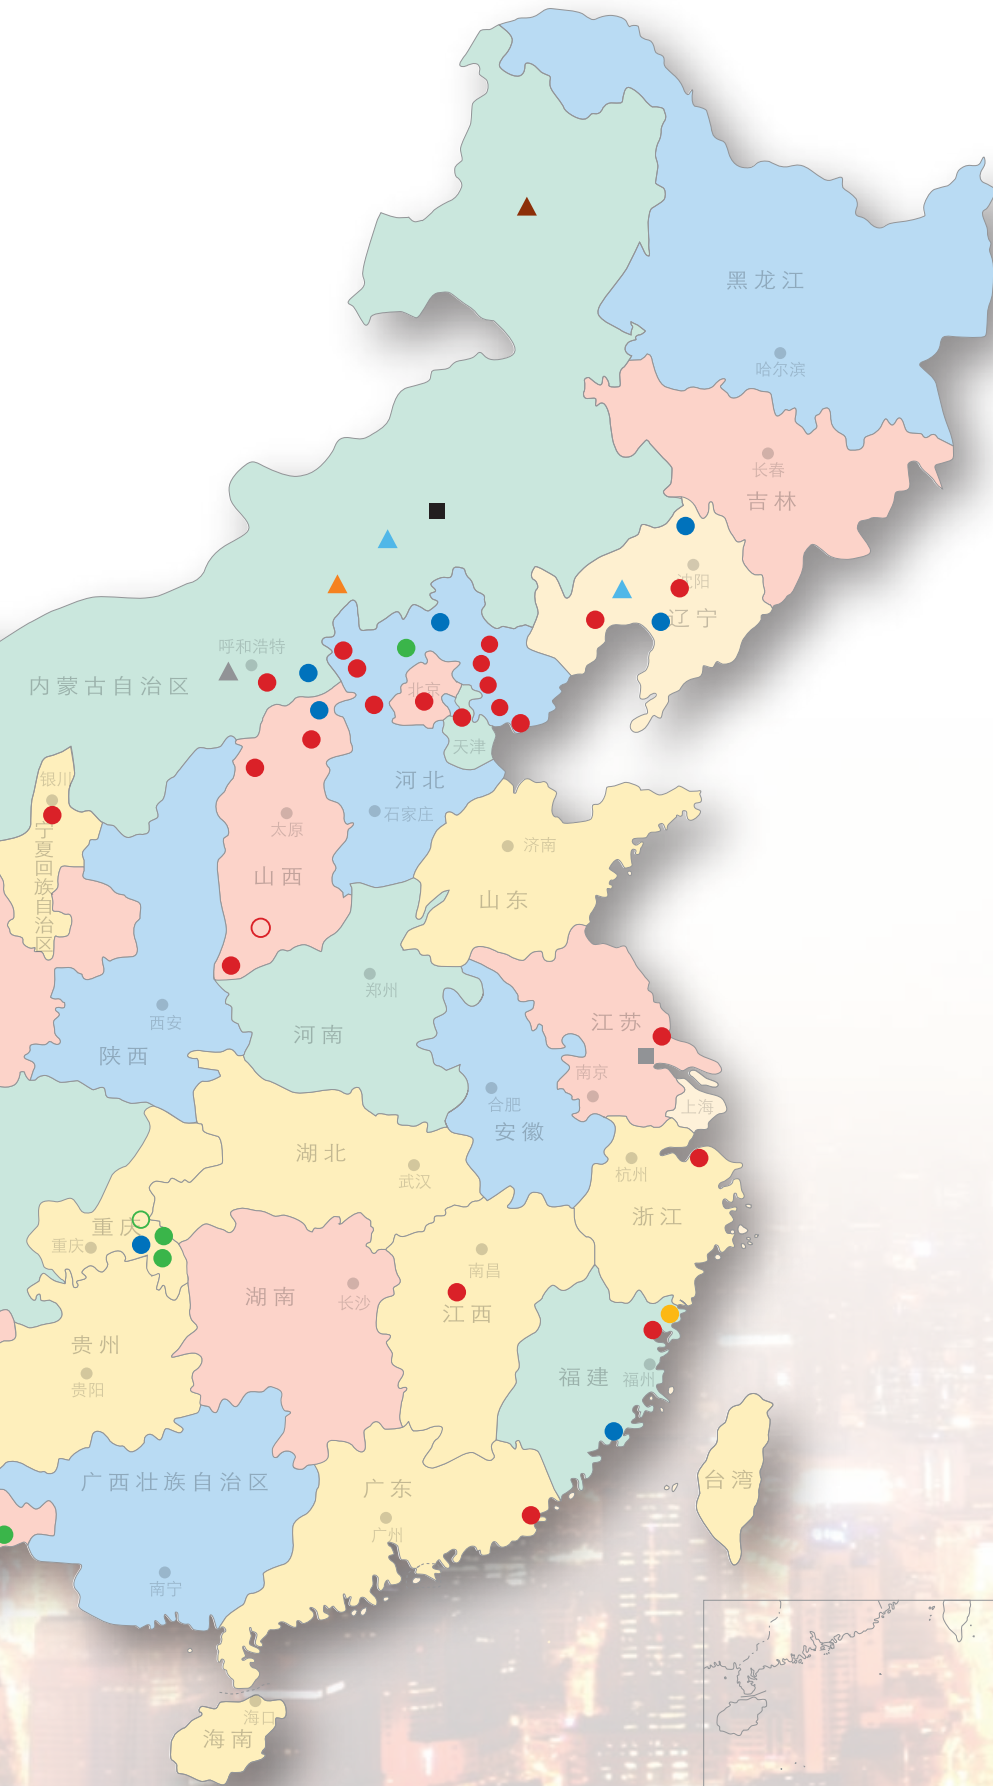 黑龙江
哈尔滨
长春
吉林
沈阳
辽宁
呼和浩特
内蒙古自治区
北京
天津
河北
银川
石家庄
太原
宁夏回族自治区
济南
山西
山东
郑州
西安
江苏
河南
陕西
南京
合肥
上海
安徽
湖北
武汉
杭州
重庆
浙江
重庆
南昌
湖南
长沙
江西
贵州
福建
福州
贵阳
广西壮族自治区
广东
台湾
广州
南宁
海口
海南